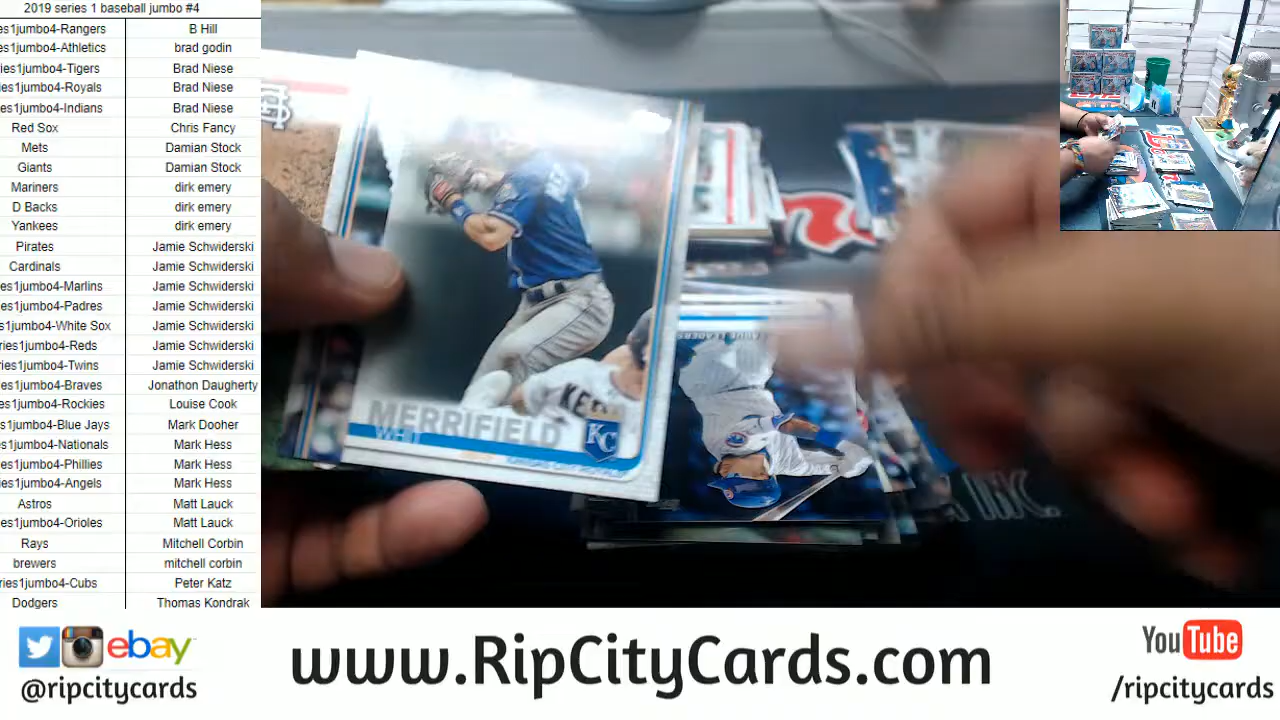 2019 series 1 baseball jumbo #4
es1jumbo4-Rangers B Hill
es1jumbo4-Athletics brad godin
ries1jumbo4-Tigers Brad Niese
ies1jumbo4-Royals Brad Niese
ies1jumbo4-Indians Brad Niese
Red Sox Chris Fancy
Mets Damian Stock
Giants Damian Stock
Mariners dirk emery
D Backs dirk emery
Yankees dirk emery
Pirates Jamie Schwiderski
Cardinals Jamie Schwiderski
es1jumbo4-Marlins Jamie Schwiderski
ies1jumbo4-Padres Jamie Schwiderski
s1jumbo4-White Sox Jamie Schwiderski
ries1jumbo4-Reds Jamie Schwiderski
ries1jumbo4-Twins Jamie Schwiderski
es1jumbo4-Braves Jonathon Daugherty
es1jumbo4-Rockies Louise Cook
es1jumbo4-Blue Jays Mark Dooher
s1jumbo4-Nationals Mark Hess
es1jumbo4-Phillies Mark Hess
es1jumbo4-Angels Mark Hess
Astros Matt Lauck
es1jumbo4-Orioles Matt Lauck
Rays Mitchell Corbin
brewers mitchell corbin
ries1jumbo4-Cubs Peter Katz
Dodgers Thomas Kondrak
MERRIFIELD
WHIT
KC
LEADERS
INC.
ebay
@ripcitycards
www.RipCityCards.com
YouTube
/ripcitycards